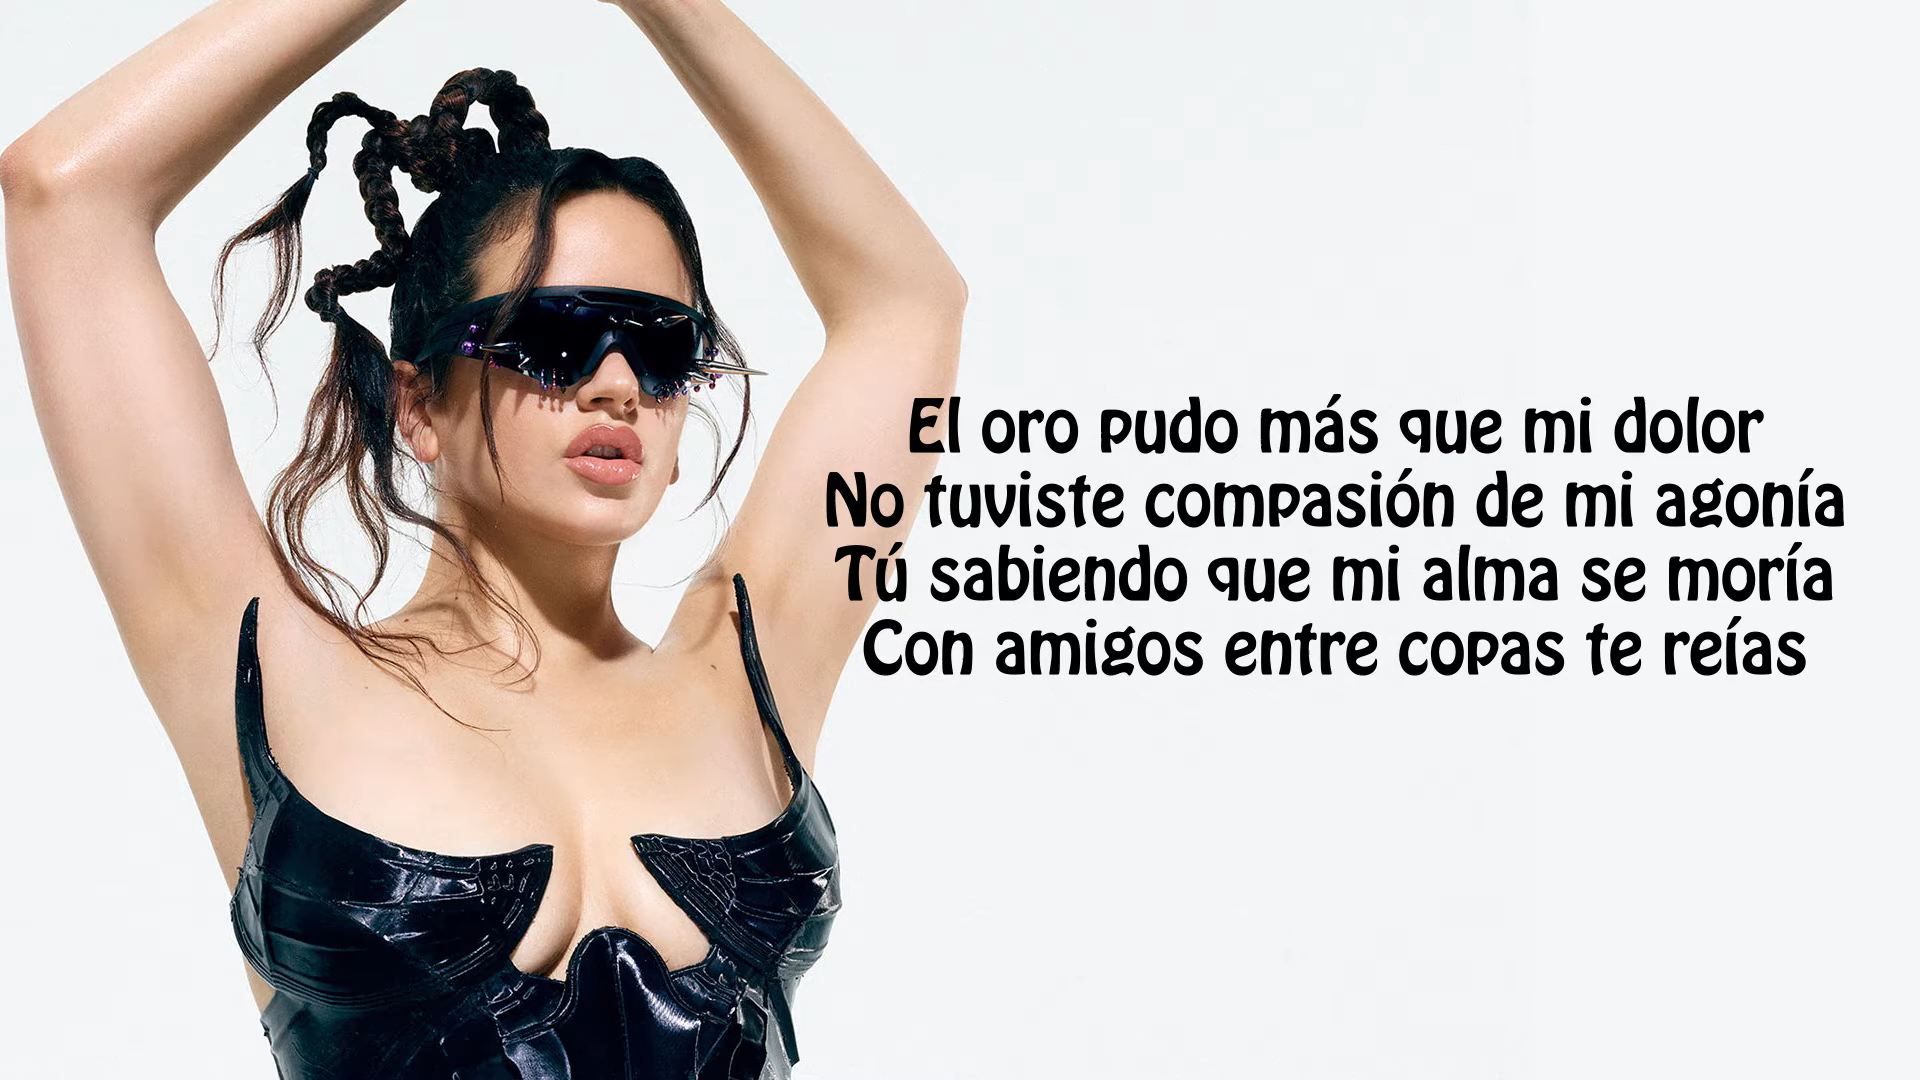 El oro pudo más que mi dolor
No tuviste compasión de mi agonía
Tú sabiendo que mi alma se moría
Con amigos entre copas te reías